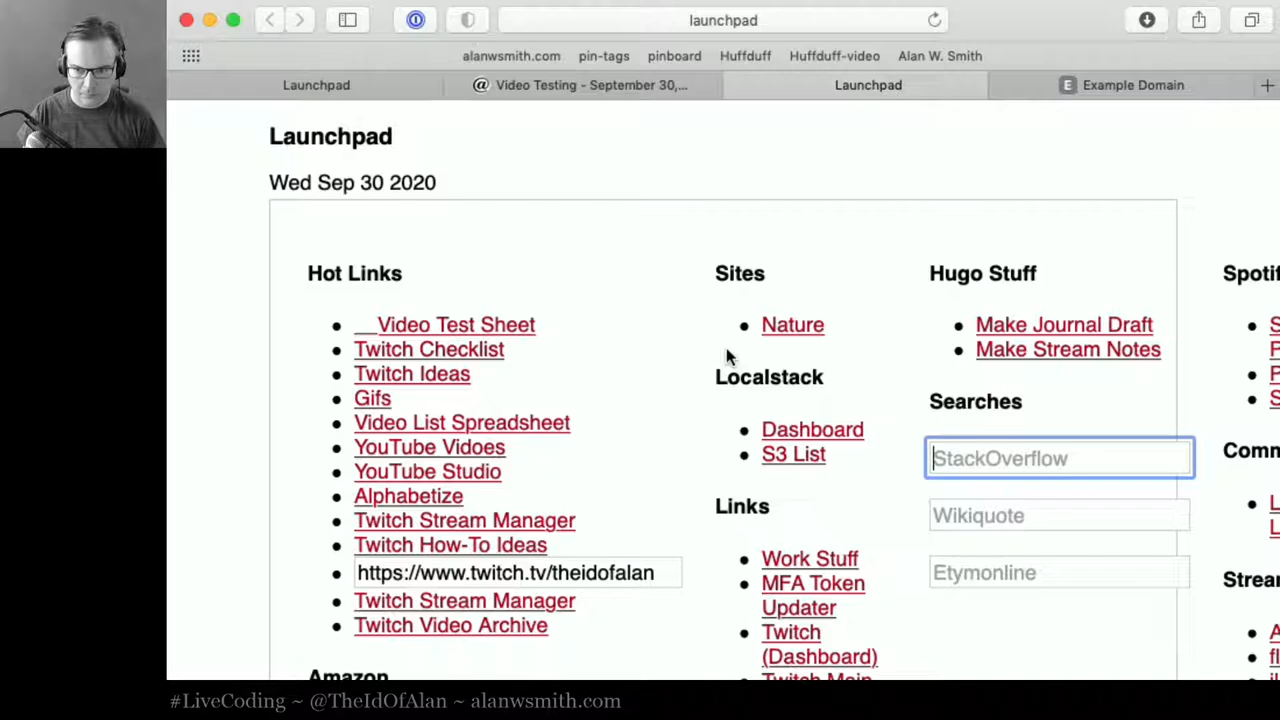 launchpad
alanwsmith.com pin-tags pinboard Huffduff Huffduff-video Alan W. Smith
Launchpad @ Video Testing - September 30,... Launchpad E Example Domain
Launchpad
Wed Sep 30 2020
Hot Links
__Video Test Sheet
Twitch Checklist
Twitch Ideas
Gifs
Video List Spreadsheet
YouTube Vidoes
YouTube Studio
Alphabetize
Twitch Stream Manager
Twitch How-To Ideas
https://www.twitch.tv/theidofalan
Twitch Stream Manager
Twitch Video Archive
Amazon
Sites
Nature
Localstack
Dashboard
S3 List
Links
Work Stuff
MFA Token
Updater
Twitch
(Dashboard)
Hugo Stuff
Make Journal Draft
Make Stream Notes
Searches
StackOverflow
Wikiquote
Etymonline
#LiveCoding ~ @TheIdOfAlan ~ alanwsmith.com